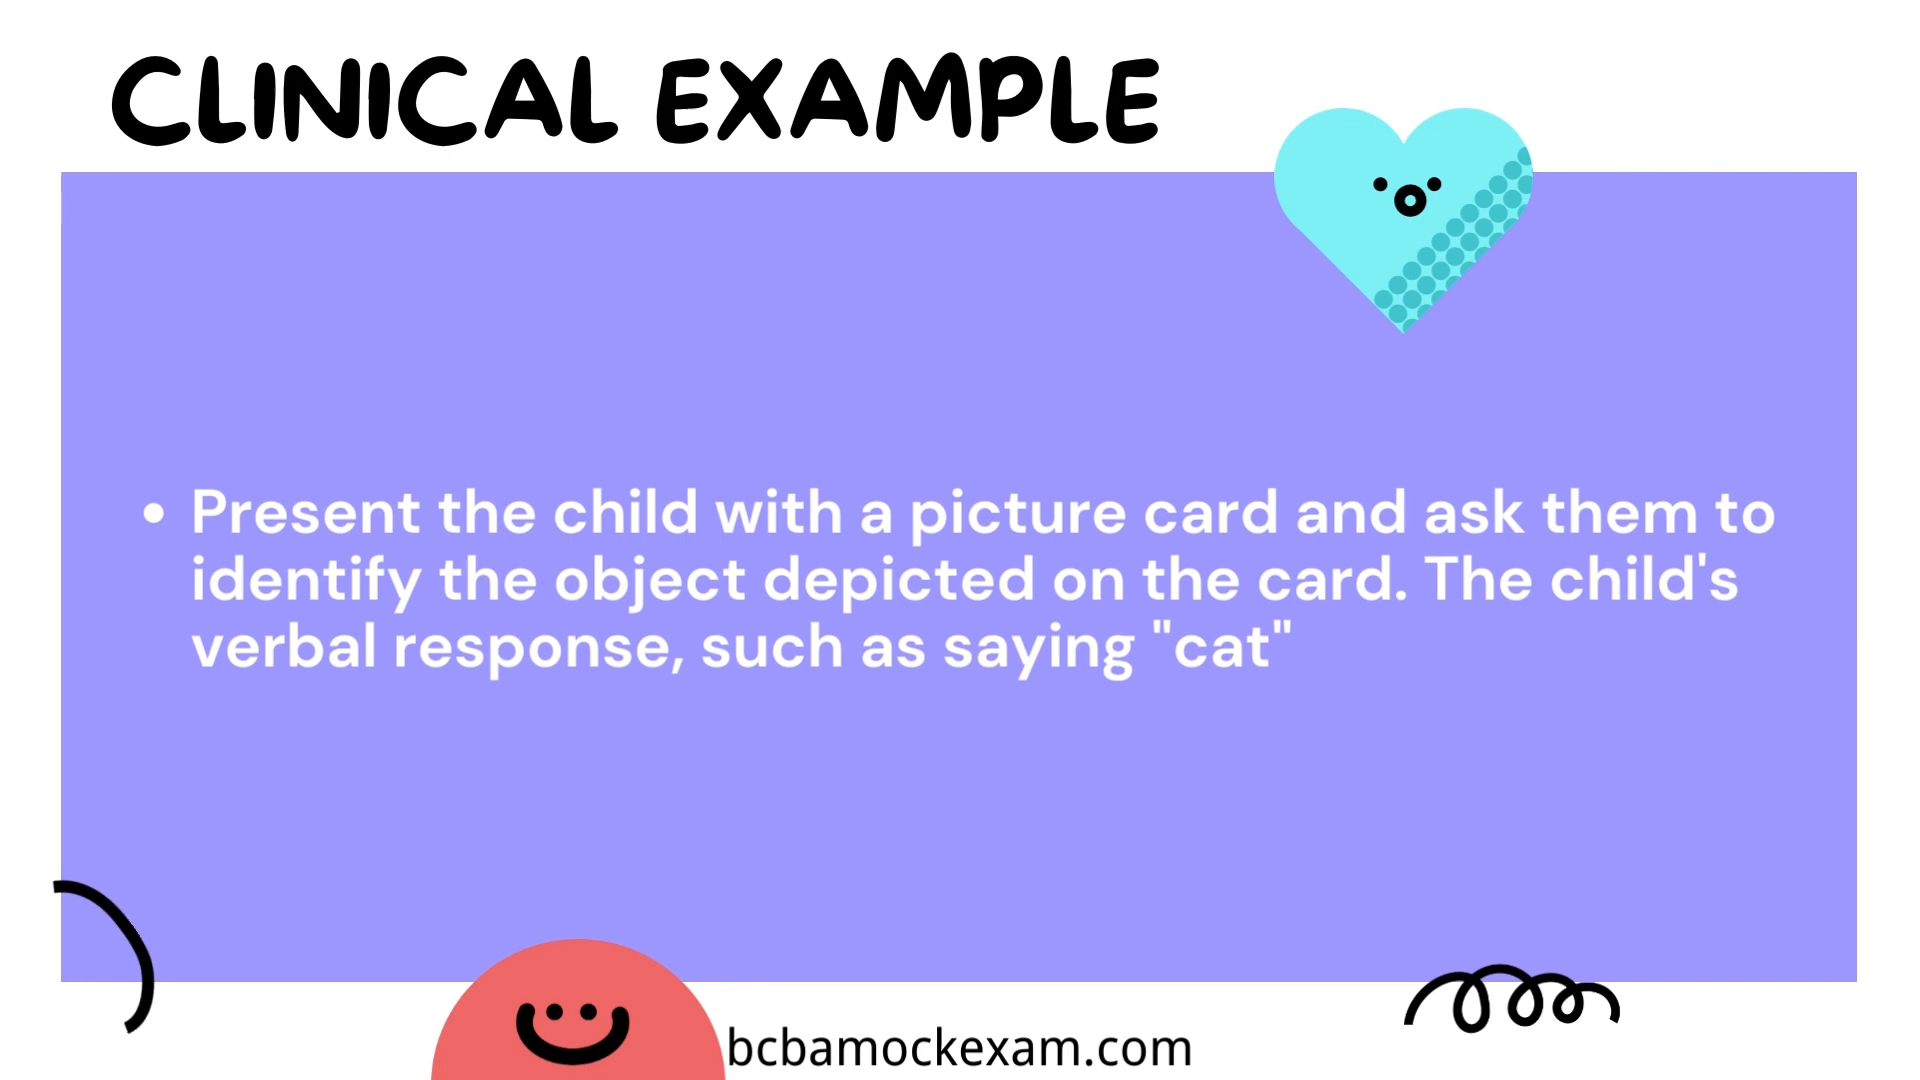 CLINICAL EXAMPLE
• Present the child with a picture card and ask them to
identify the object depicted on the card. The child's
verbal response, such as saying "cat"
bcbamockexam.com